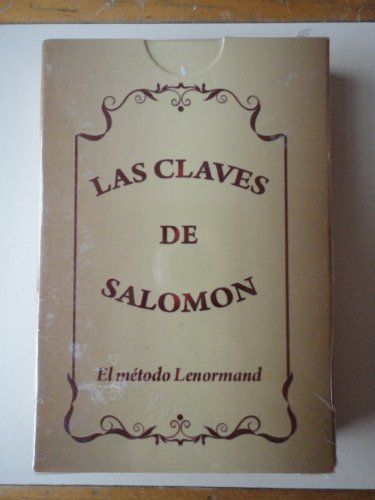 LAS CLAVES
DE
SALOMON
El método Lenormand